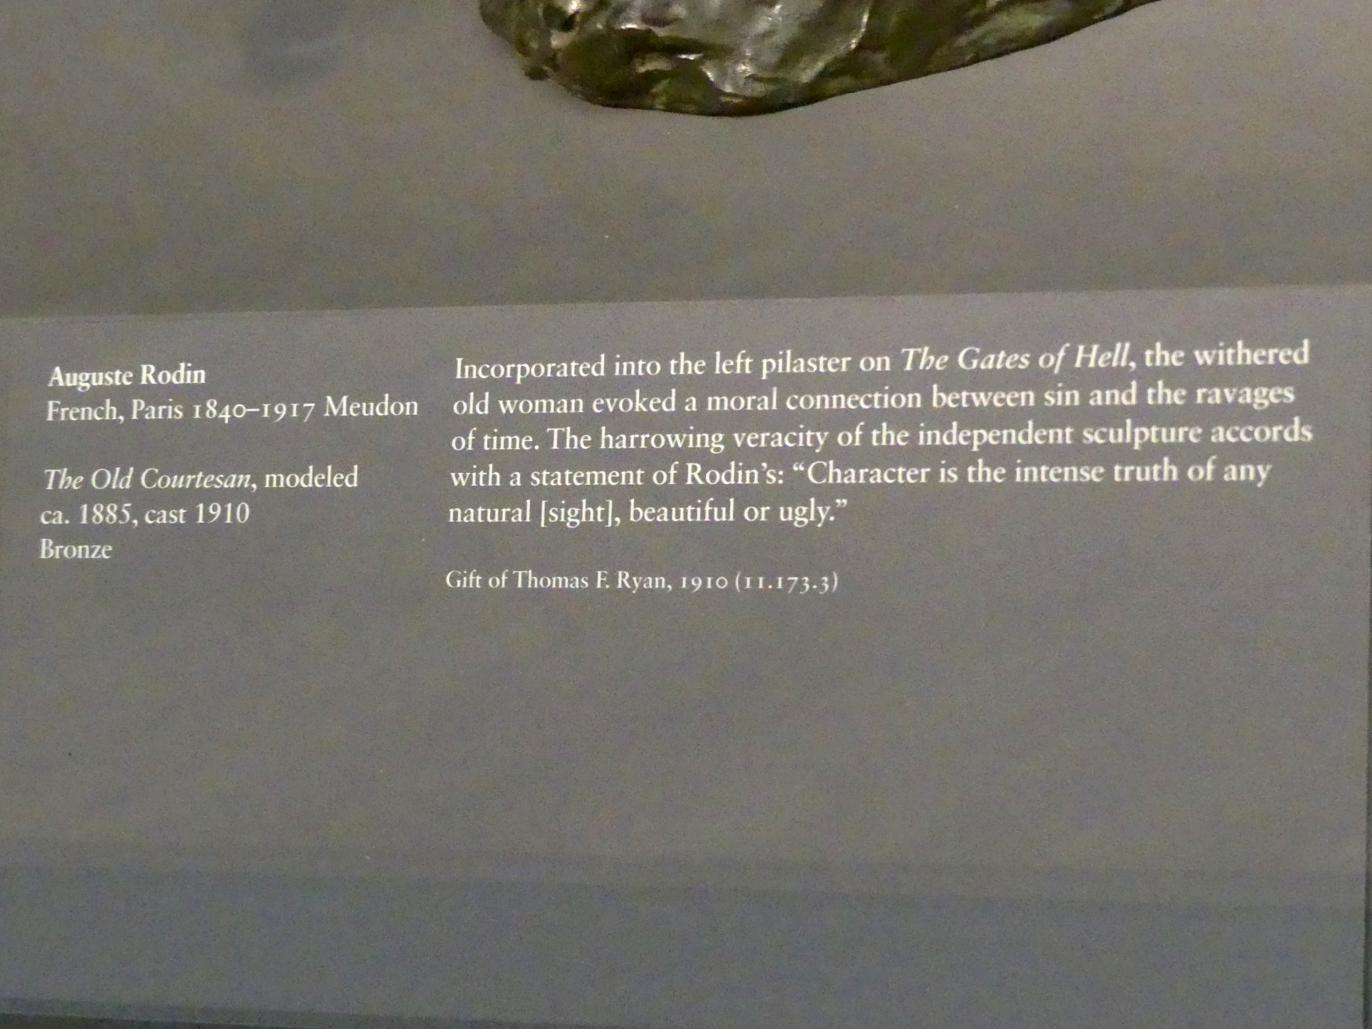 Auguste Rodin
French, Paris 1840–1917 Meudon
The Old Courtesan, modeled
ca. 1885, cast 1910
Bronze
Incorporated into the left pilaster on The Gates of Hell, the withered
old woman evoked a moral connection between sin and the ravages
of time. The harrowing veracity of the independent sculpture accords
with a statement of Rodin's: “Character is the intense truth of any
natural [sight], beautiful or ugly.”
Gift of Thomas F. Ryan, 1910 (11.173.3)